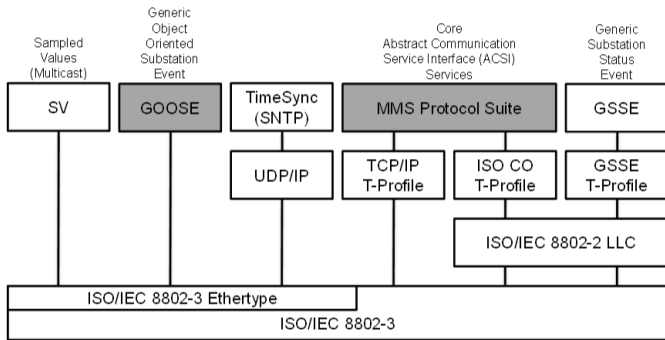 Sampled
Values
(Multicast)
Generic
Object
Oriented
Substation
Event
Core
Abstract Communication
Service Interface (ACSI)
Services
Generic
Substation
Status
Event
SV
GOOSE
TimeSync
(SNTP)
MMS Protocol Suite
GSSE
UDP/IP
TCP/IP
T-Profile
ISO CO
T-Profile
GSSE
T-Profile
ISO/IEC 8802-2 LLC
ISO/IEC 8802-3 Ethertype
ISO/IEC 8802-3